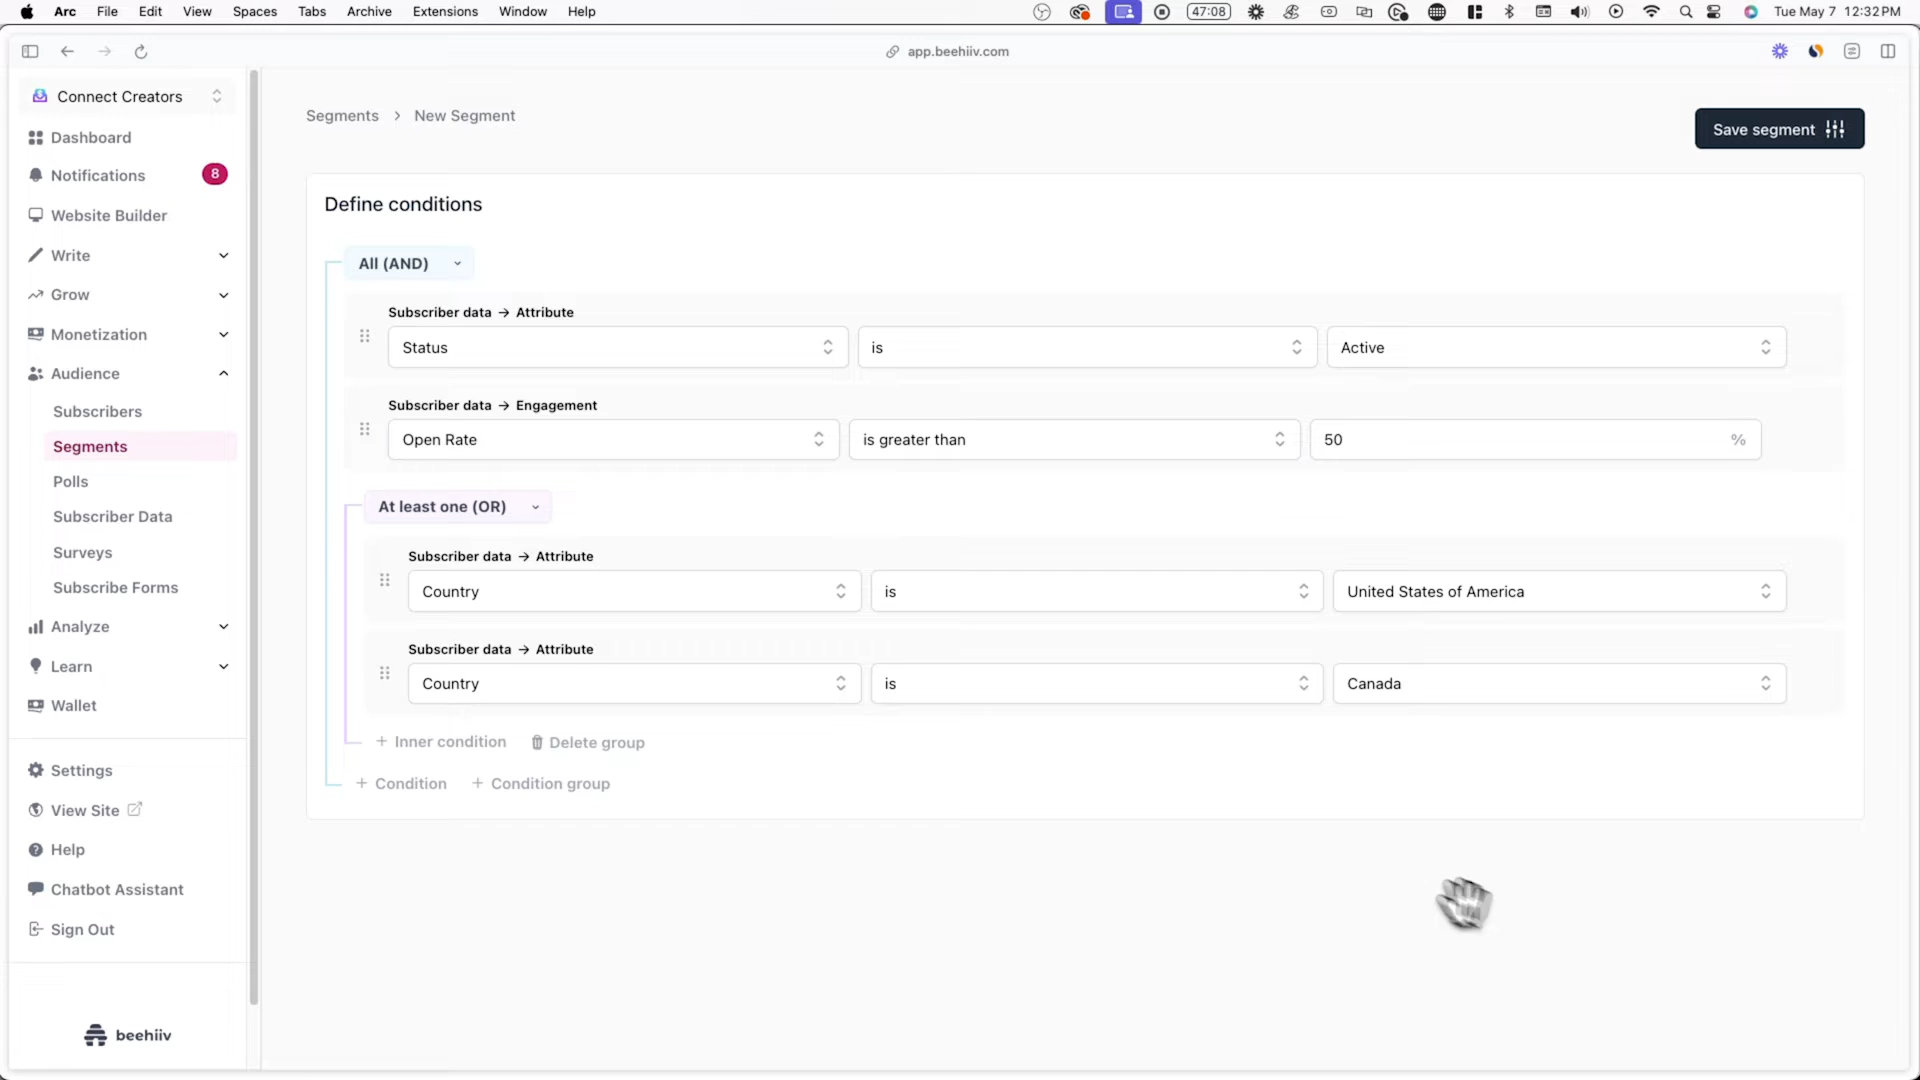 Arc File Edit View Spaces Tabs Archive Extensions Window Help 47:08 Tue May 7 12:32 PM
app.beehiiv.com
Connect Creators
Dashboard
Notifications 8
Website Builder
Write
Grow
Monetization
Audience
Subscribers
Segments
Polls
Subscriber Data
Surveys
Subscribe Forms
Analyze
Learn
Wallet
Settings
View Site
Help
Chatbot Assistant
Sign Out
beehiiv
Segments > New Segment
Save segment
Define conditions
All (AND)
Subscriber data → Attribute
Status is Active
Subscriber data → Engagement
Open Rate is greater than 50 %
At least one (OR)
Subscriber data → Attribute
Country is United States of America
Subscriber data → Attribute
Country is Canada
+ Inner condition Delete group
+ Condition + Condition group